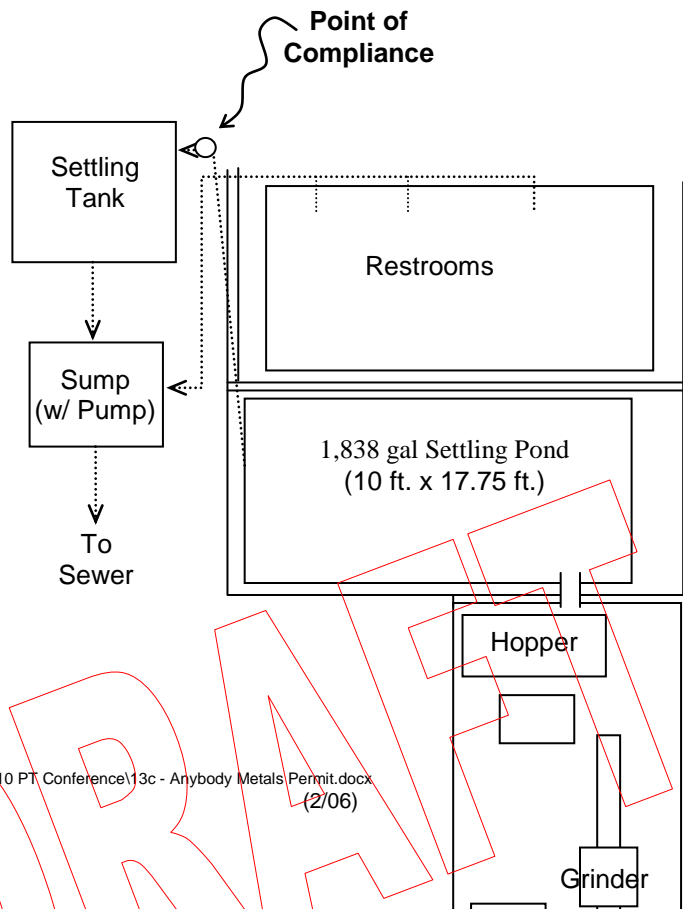 Point of
Compliance
Settling
Tank
Restrooms
Sump
(w/ Pump)
1,838 gal Settling Pond
(10 ft. x 17.75 ft.)
To
Sewer
Hopper
10 PT Conference\13c - Anybody Metals Permit.docx
(2/06)
Grinder
DRAFT